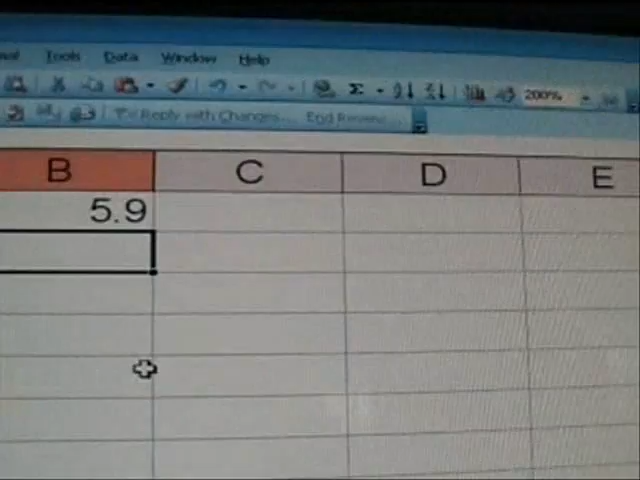 Tools Data Window Help
Σ 200%
Reply with Changes... End Review...
B C D E
5.9